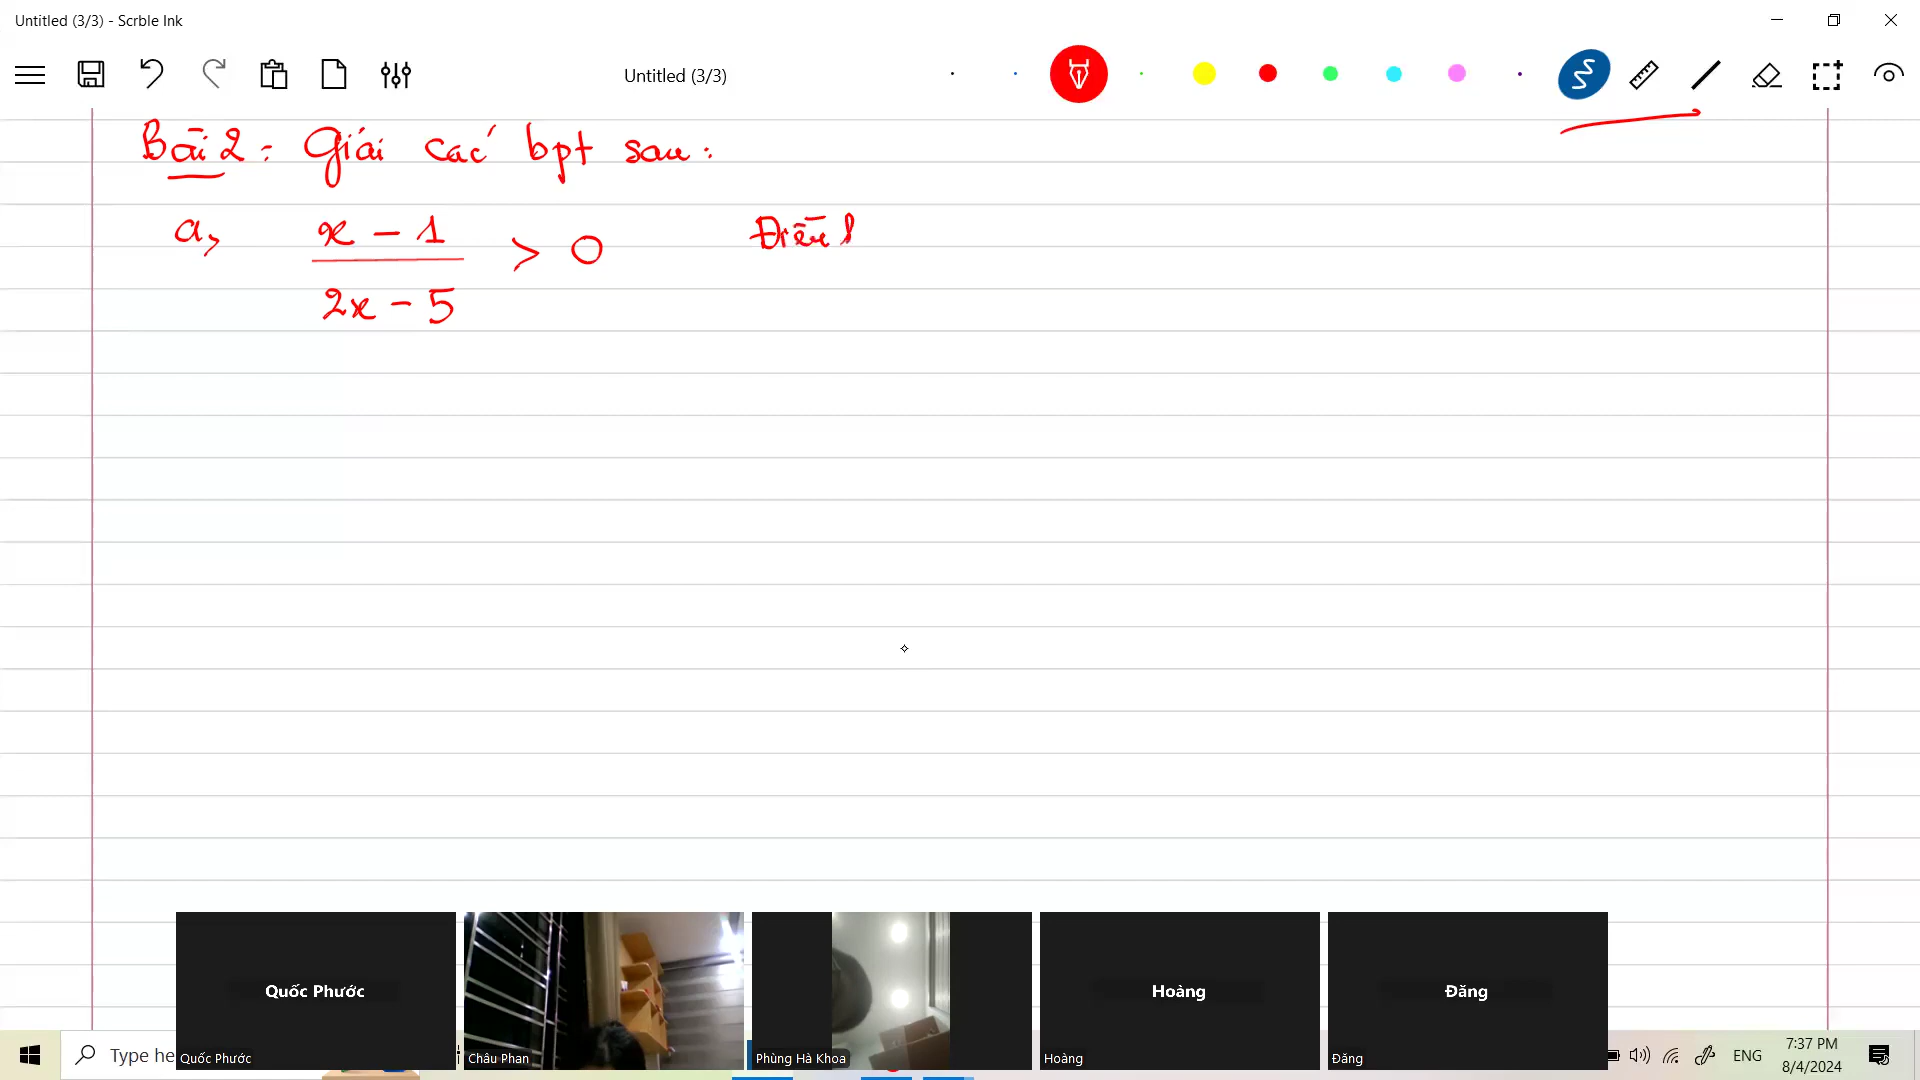 Untitled (3/3) - Scrble Ink
Untitled (3/3)
Bài 2: Giải các bpt sau:
a, x - 1 / 2x - 5 > 0
Điều
Quốc Phước
Hoàng
Đăng
Quốc Phước
Châu Phan
Phùng Hà Khoa
Hoàng
Đăng
Type he
ENG
7:37 PM
8/4/2024